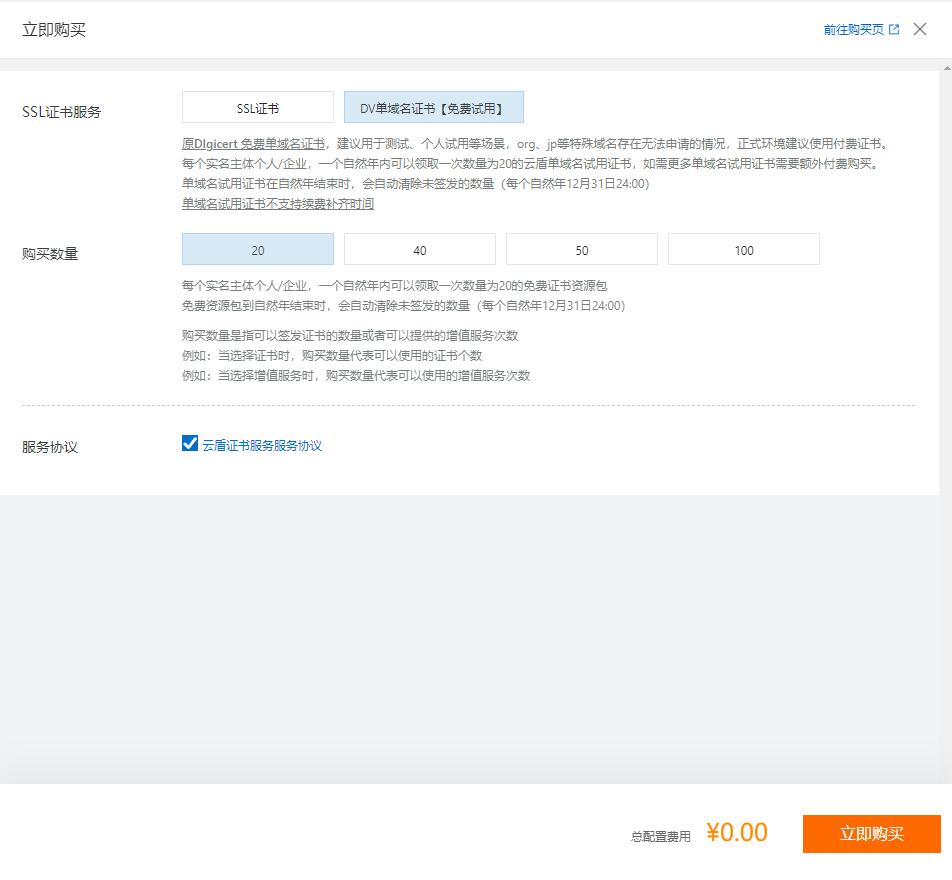 立即购买
前往购买页
SSL证书服务
SSL证书
DV单域名证书【免费试用】
原DIgicert 免费单域名证书，建议用于测试、个人试用等场景，org、jp等特殊域名存在无法申请的情况，正式环境建议使用付费证书。
每个实名主体个人/企业，一个自然年内可以领取一次数量为20的云盾单域名试用证书，如需更多单域名试用证书需要额外付费购买。
单域名试用证书在自然年结束时，会自动清除未签发的数量（每个自然年12月31日24:00）
单域名试用证书不支持续费补齐时间
购买数量
20
40
50
100
每个实名主体个人/企业，一个自然年内可以领取一次数量为20的免费证书资源包
免费资源包到自然年结束时，会自动清除未签发的数量（每个自然年12月31日24:00）
购买数量是指可以签发证书的数量或者可以提供的增值服务次数
例如：当选择证书时，购买数量代表可以使用的证书个数
例如：当选择增值服务时，购买数量代表可以使用的增值服务次数
服务协议
云盾证书服务服务协议
总配置费用
¥0.00
立即购买